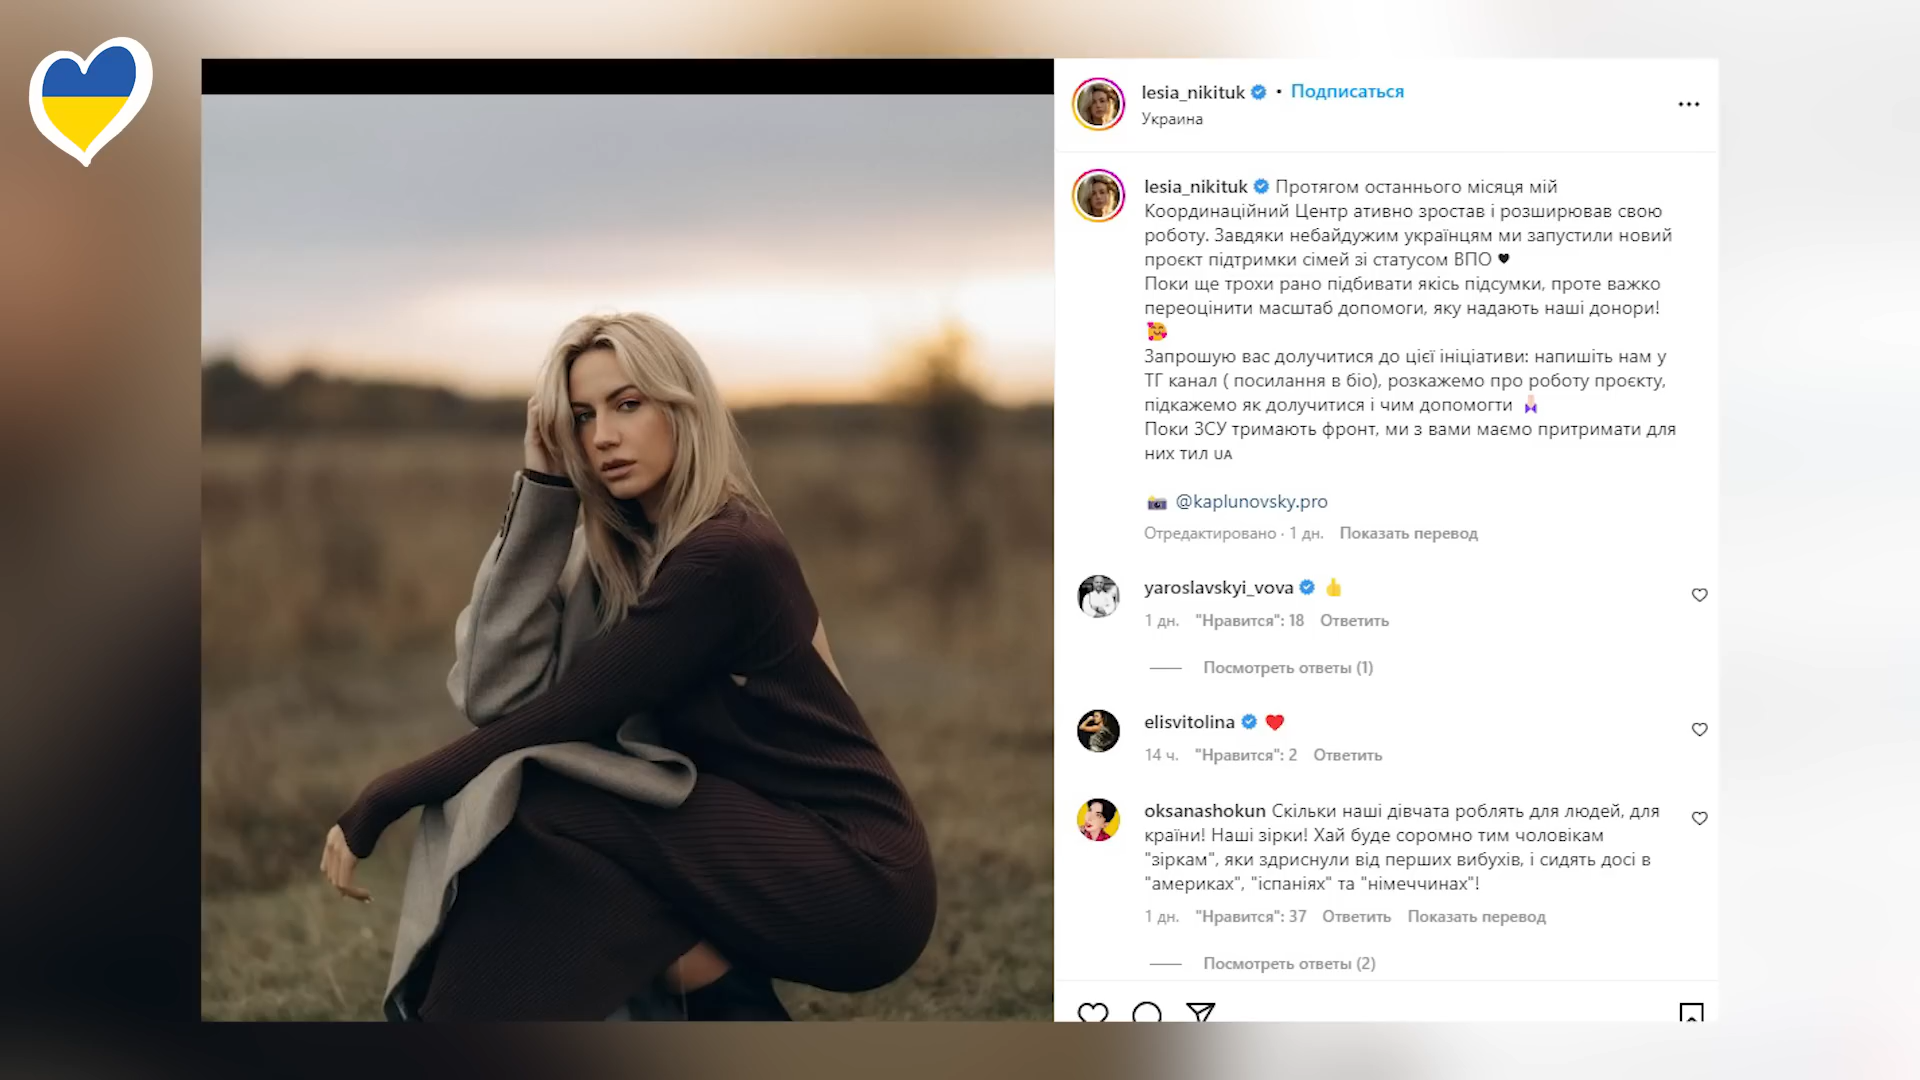 lesia_nikituk • Подписаться
Украина
lesia_nikituk Протягом останнього місяця мій
Координаційний Центр ативно зростав і розширював свою
роботу. Завдяки небайдужим українцям ми запустили новий
проєкт підтримки сімей зі статусом ВПО 🖤
Поки ще трохи рано підбивати якісь підсумки, проте важко
переоцінити масштаб допомоги, яку надають наші донори!
🥰
Запрошую вас долучитися до цієї ініціативи: напишіть нам у
ТГ канал ( посилання в біо), розкажемо про роботу проєкту,
підкажемо як долучитися і чим допомогти
Поки ЗСУ тримають фронт, ми з вами маємо притримати для
них тил UA
📸 @kaplunovsky.pro
Отредактировано · 1 дн. Показать перевод
yaroslavskyi_vova 👍
1 дн. "Нравится": 18 Ответить
Посмотреть ответы (1)
elisvitolina ❤️
14 ч. "Нравится": 2 Ответить
oksanashokun Скільки наші дівчата роблять для людей, для
країни! Наші зірки! Хай буде соромно тим чоловікам
"зіркам", яки здриснули від перших вибухів, і сидять досі в
"америках", "іспаніях" та "німеччинах"!
1 дн. "Нравится": 37 Ответить Показать перевод
Посмотреть ответы (2)